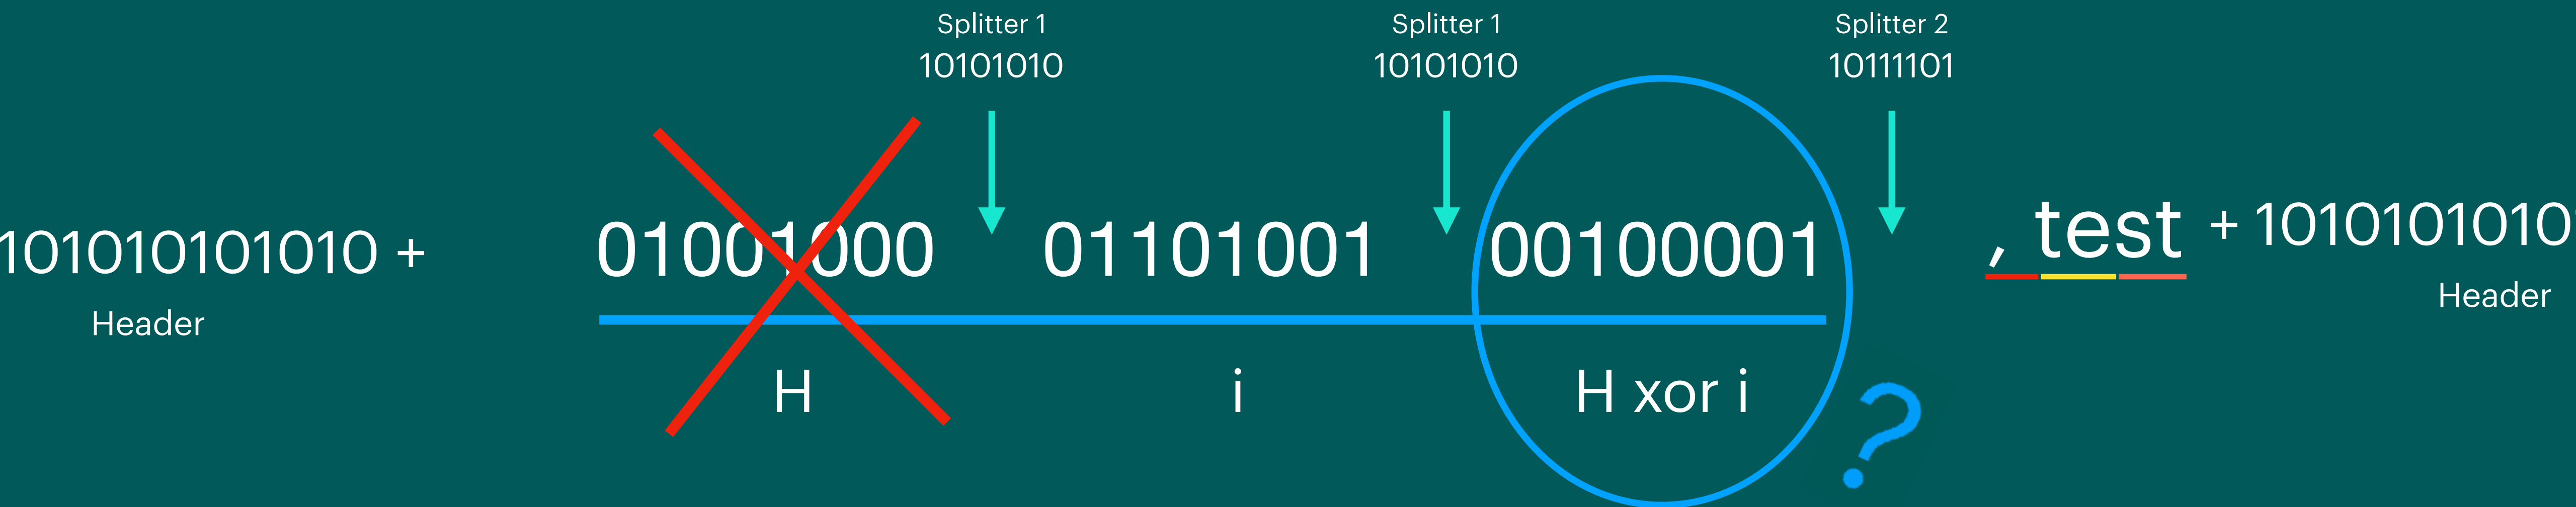 Splitter 1 Splitter 1 Splitter 2
10101010 10101010 10111101
101010101010 + 01001000 01101001 00100001 , test + 1010101010
Header Header
H i H xor i ?